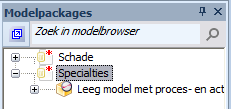 Modelpackages
Zoek in modelbrowser
Schade
Specialties
Leeg model met proces- en act